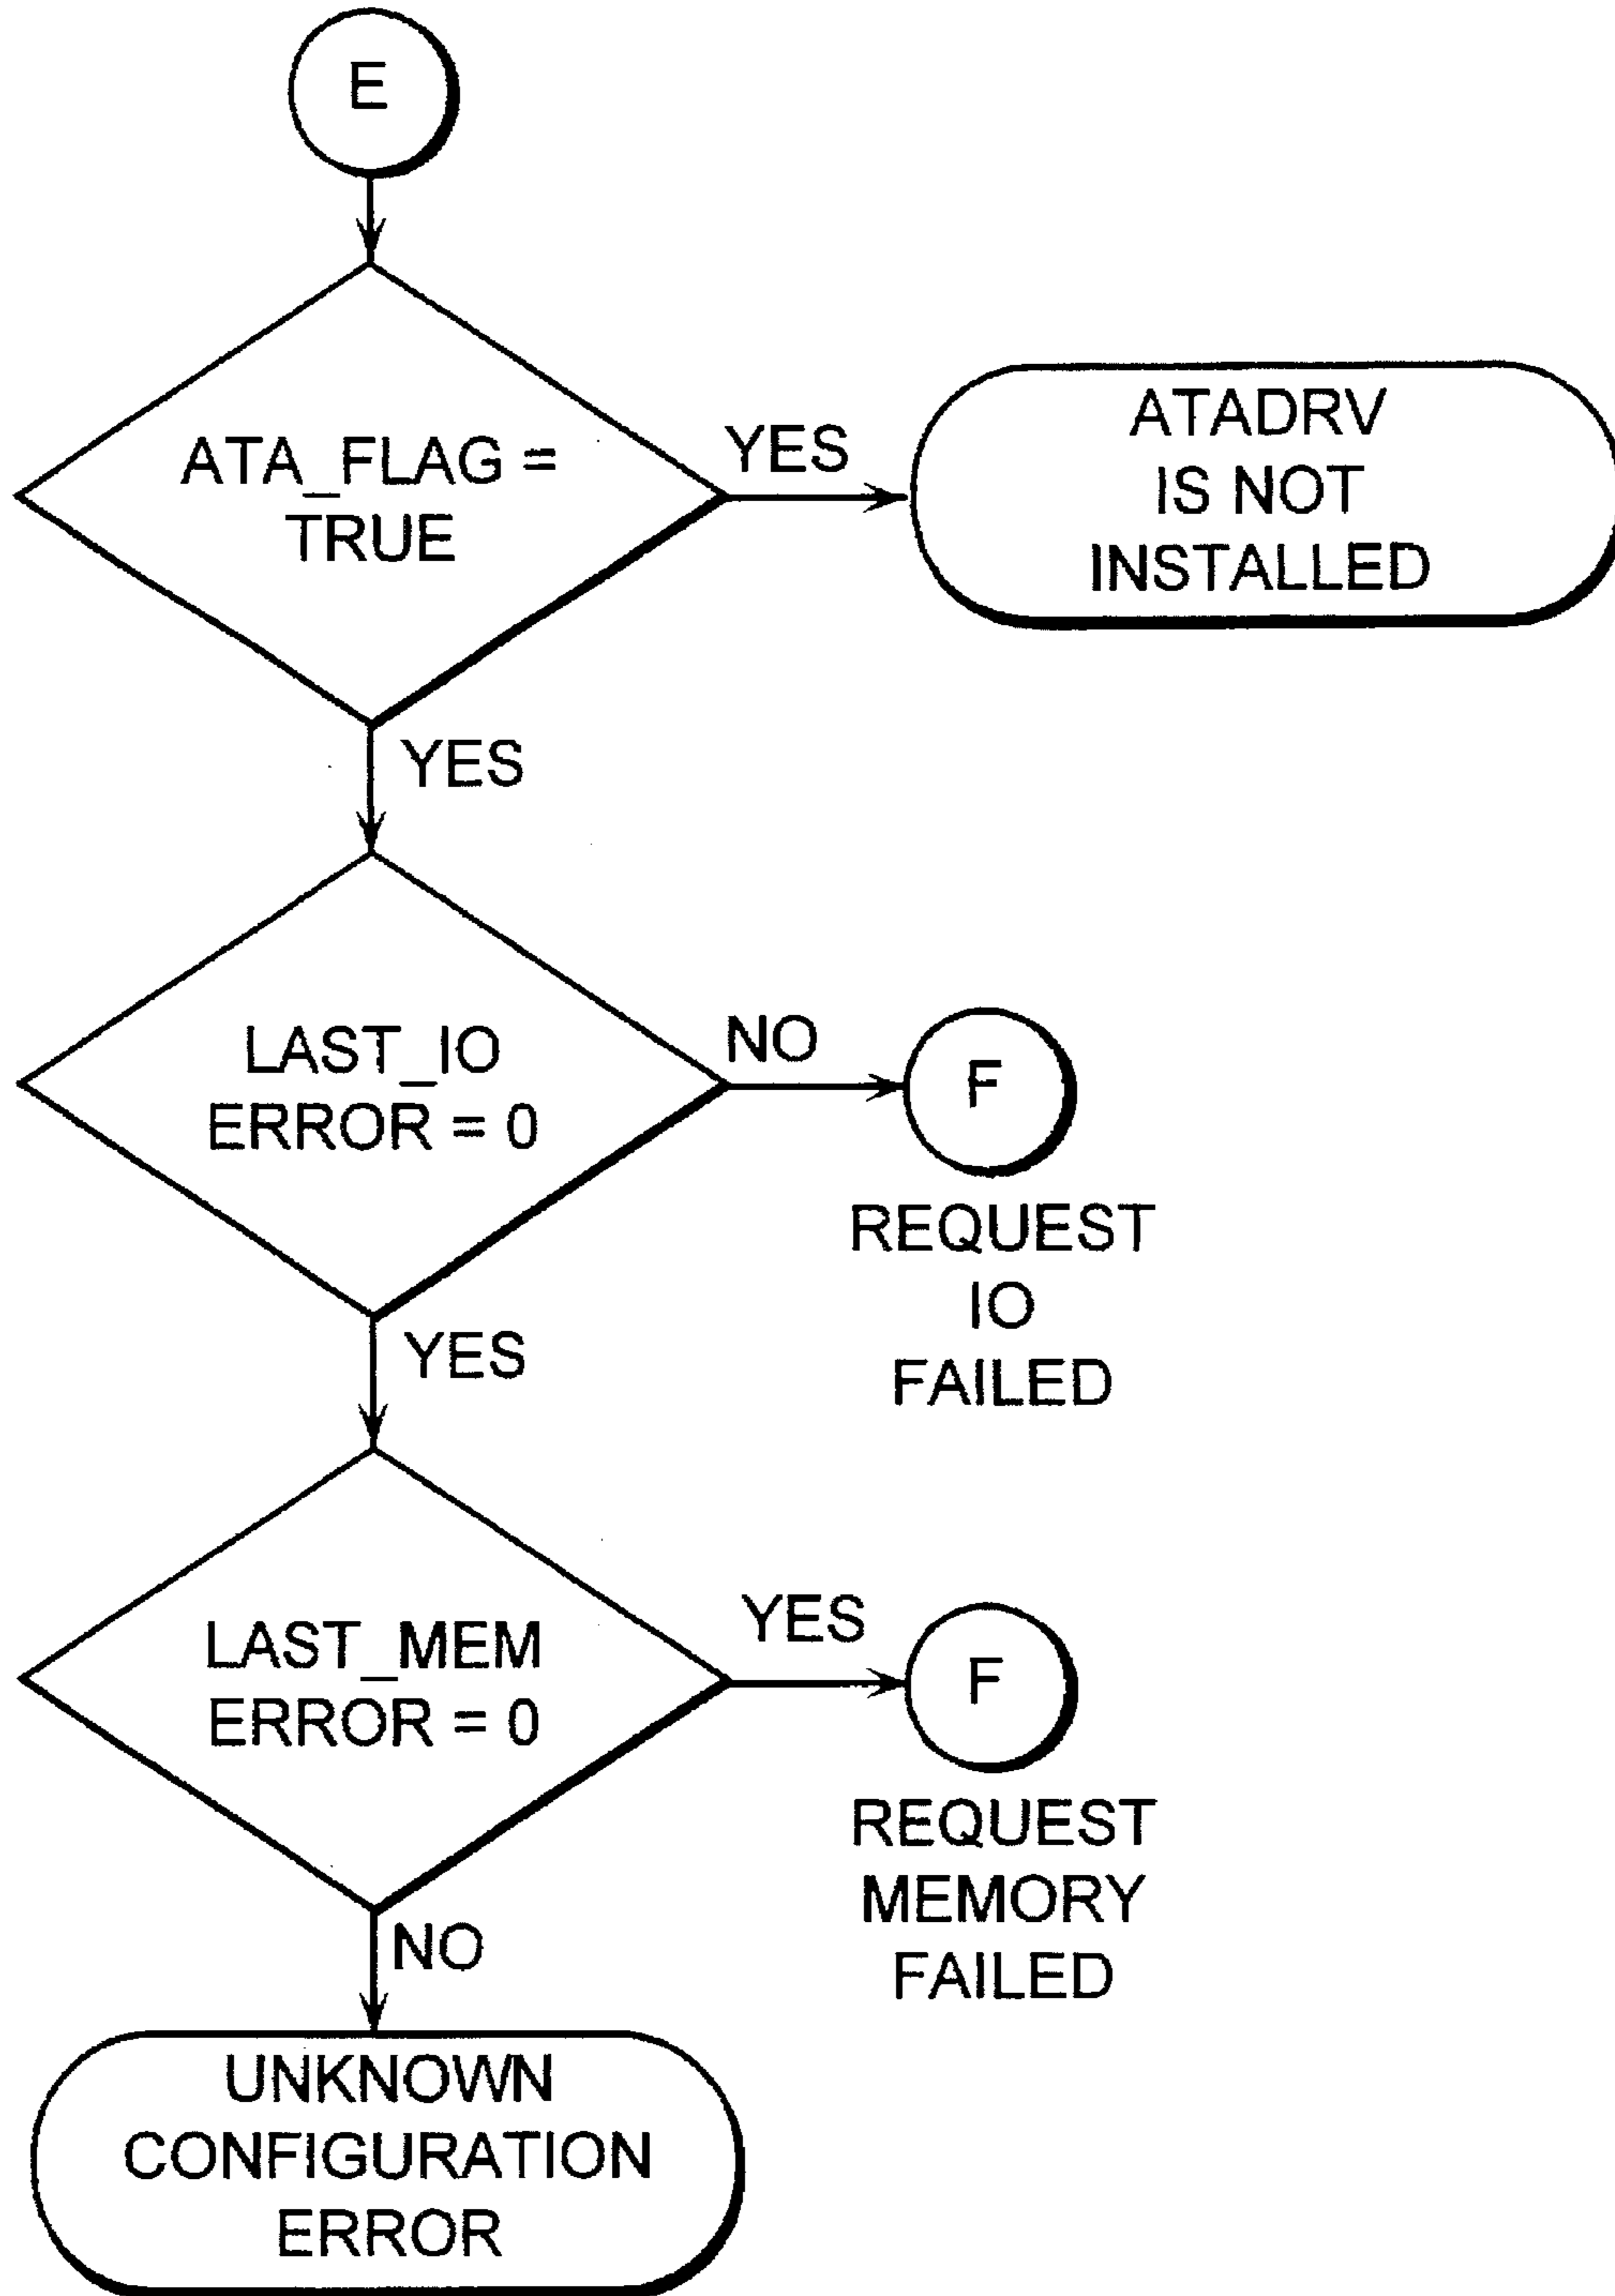 E
ATA_FLAG =
TRUE
YES
ATADRV
IS NOT
INSTALLED
YES
LAST_IO
ERROR = 0
NO
F
REQUEST
IO
FAILED
YES
LAST_MEM
ERROR = 0
YES
F
REQUEST
MEMORY
FAILED
NO
UNKNOWN
CONFIGURATION
ERROR